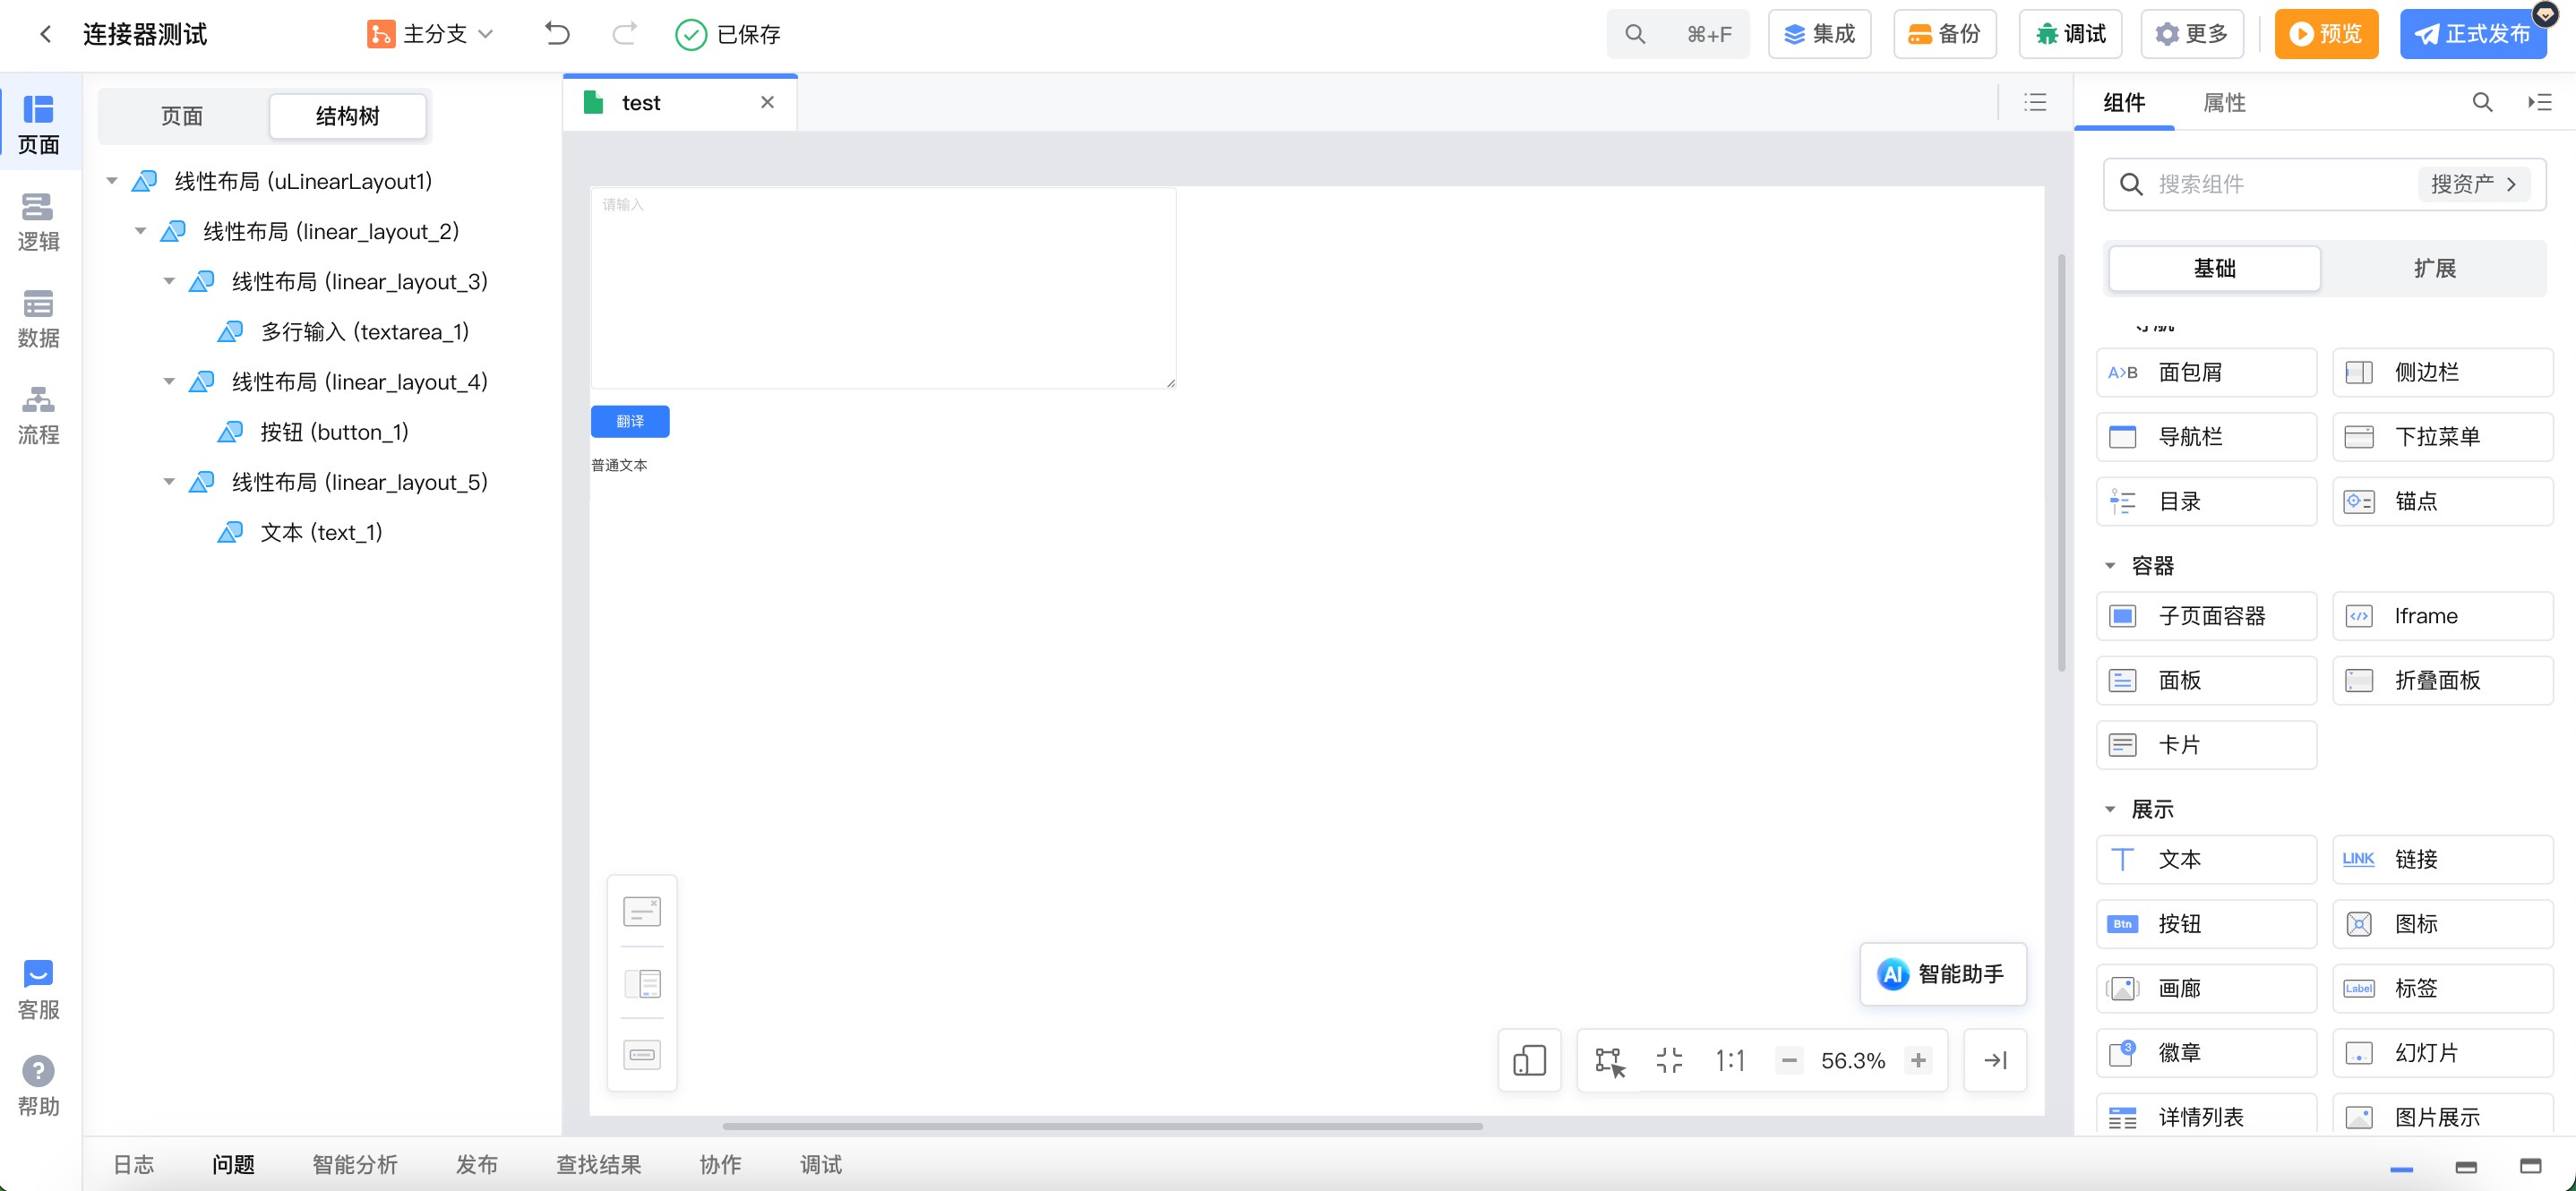 连接器测试
主分支
已保存
⌘+F
集成
备份
调试
更多
预览
正式发布
页面
逻辑
数据
流程
客服
帮助
页面
结构树
线性布局 (uLinearLayout1)
线性布局 (linear_layout_2)
线性布局 (linear_layout_3)
多行输入 (textarea_1)
线性布局 (linear_layout_4)
按钮 (button_1)
线性布局 (linear_layout_5)
文本 (text_1)
test
请输入
翻译
普通文本
AI 智能助手
1:1
56.3%
组件
属性
搜索组件
搜资产
基础
扩展
导航
A>B 面包屑
侧边栏
导航栏
下拉菜单
目录
锚点
容器
子页面容器
Iframe
面板
折叠面板
卡片
展示
文本
LINK 链接
Btn 按钮
图标
画廊
Label 标签
3 徽章
幻灯片
详情列表
图片展示
日志
问题
智能分析
发布
查找结果
协作
调试